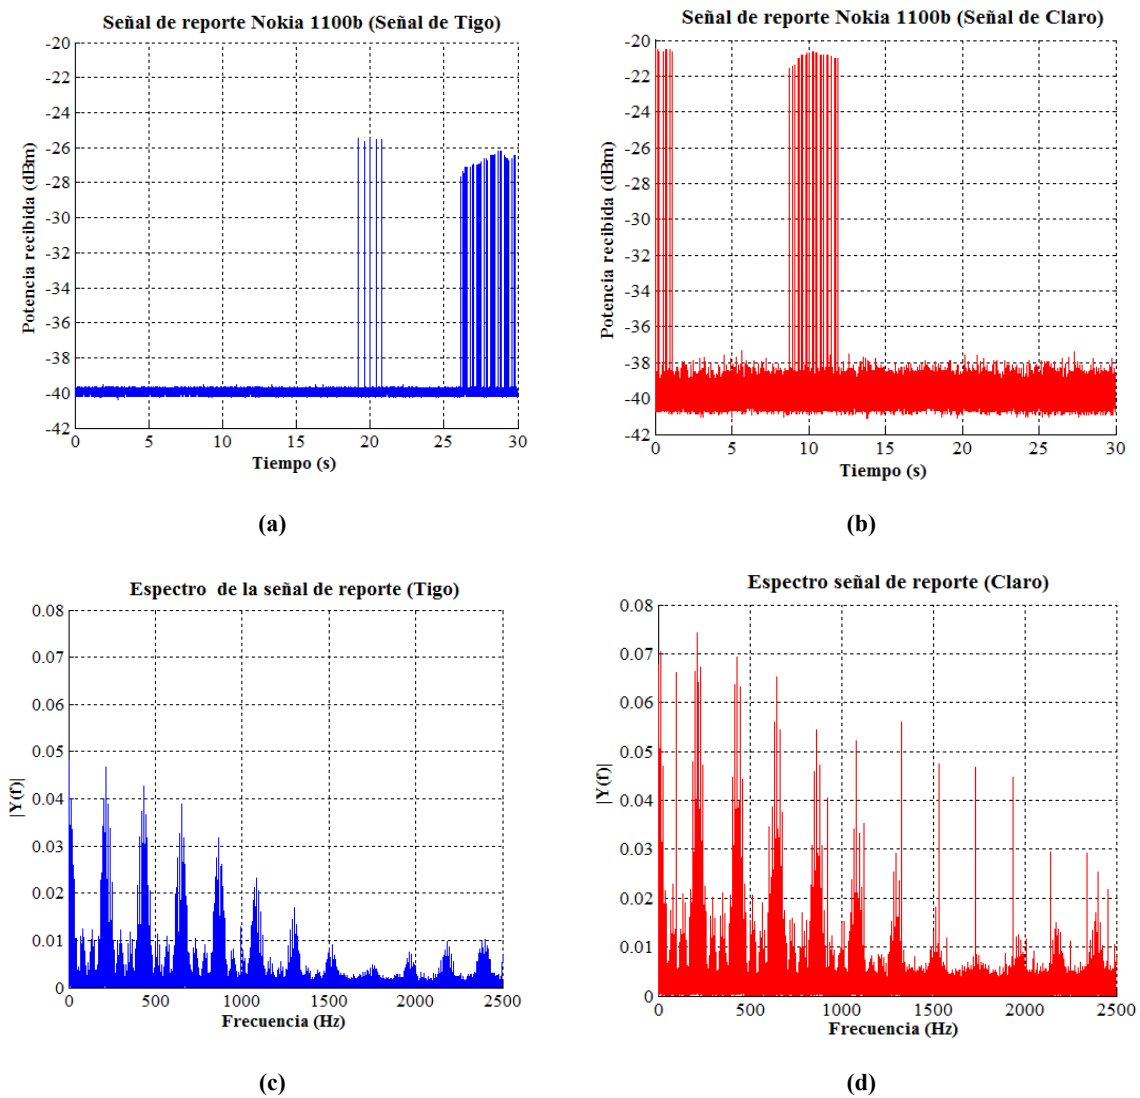 Señal de reporte Nokia 1100b (Señal de Tigo)
Potencia recibida (dBm)
-20
-22
-24
-26
-28
-30
-32
-34
-36
-38
-40
-42
0 5 10 15 20 25 30
Tiempo (s)
(a)
Señal de reporte Nokia 1100b (Señal de Claro)
Potencia recibida (dBm)
-20
-22
-24
-26
-28
-30
-32
-34
-36
-38
-40
-42
0 5 10 15 20 25 30
Tiempo (s)
(b)
Espectro de la señal de reporte (Tigo)
|Y(f)|
0.08
0.07
0.06
0.05
0.04
0.03
0.02
0.01
0
0 500 1000 1500 2000 2500
Frecuencia (Hz)
(c)
Espectro señal de reporte (Claro)
|Y(f)|
0.08
0.07
0.06
0.05
0.04
0.03
0.02
0.01
0
0 500 1000 1500 2000 2500
Frecuencia (Hz)
(d)